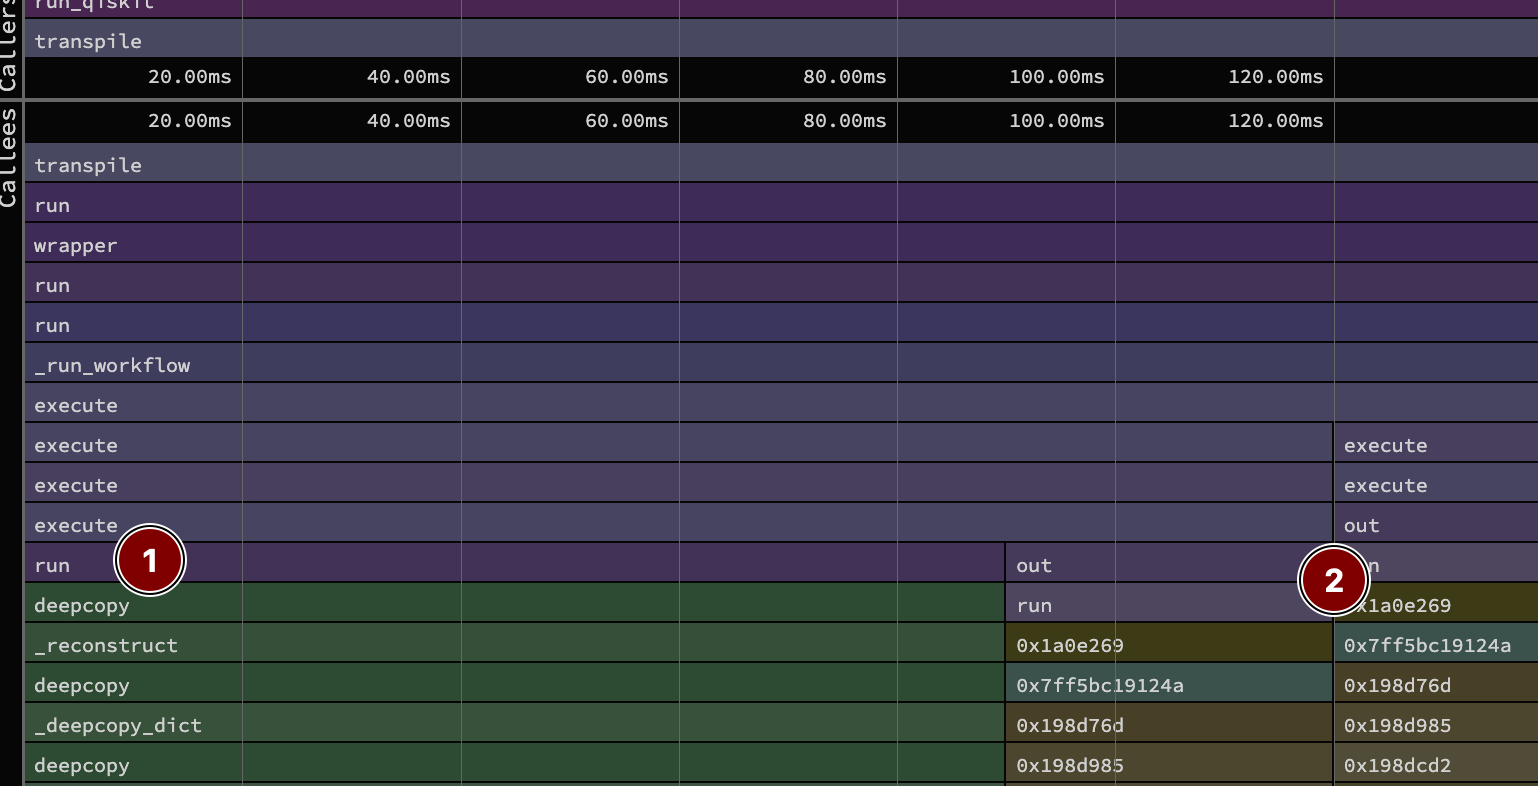 run_qiskit
Callers
transpile
20.00ms 40.00ms 60.00ms 80.00ms 100.00ms 120.00ms
20.00ms 40.00ms 60.00ms 80.00ms 100.00ms 120.00ms
Callees
transpile
run
wrapper
run
run
_run_workflow
execute
execute execute
execute execute
execute out
1
run out n
2
deepcopy run x1a0e269
_reconstruct 0x1a0e269 0x7ff5bc19124a
deepcopy 0x7ff5bc19124a 0x198d76d
_deepcopy_dict 0x198d76d 0x198d985
deepcopy 0x198d985 0x198dcd2